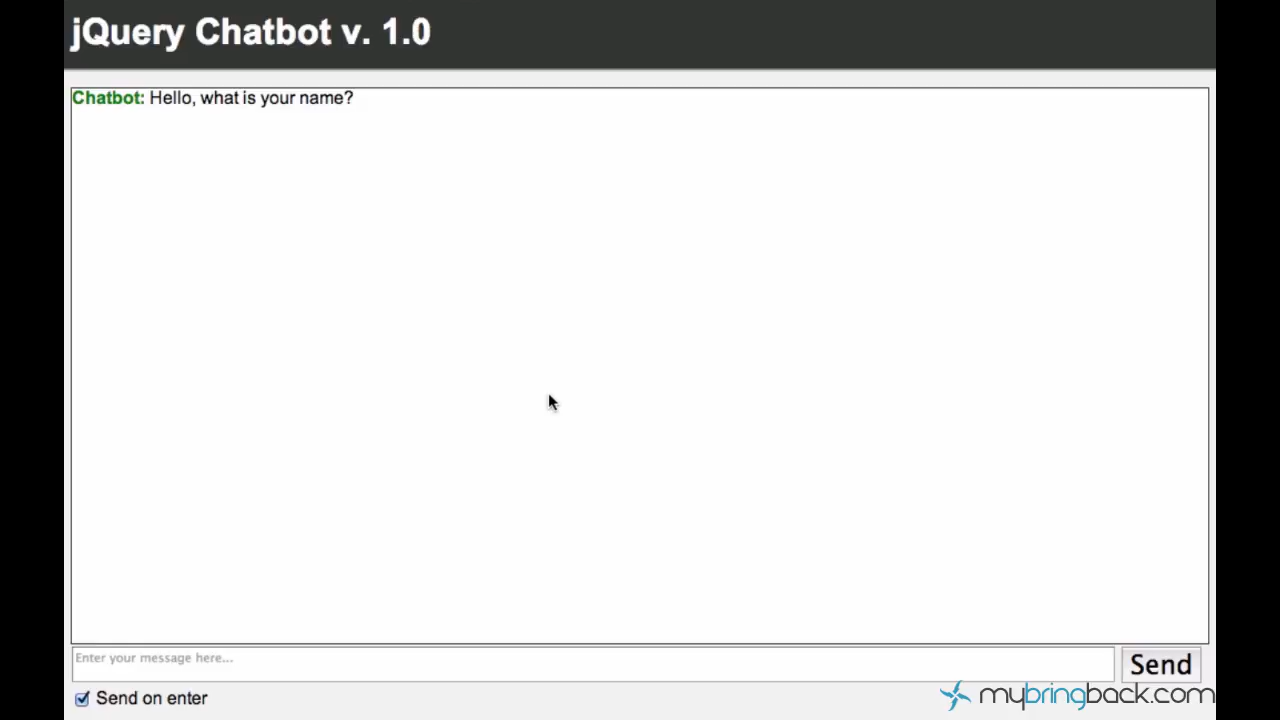 jQuery Chatbot v. 1.0
Chatbot: Hello, what is your name?
Enter your message here...
Send
Send on enter
mybringback.com